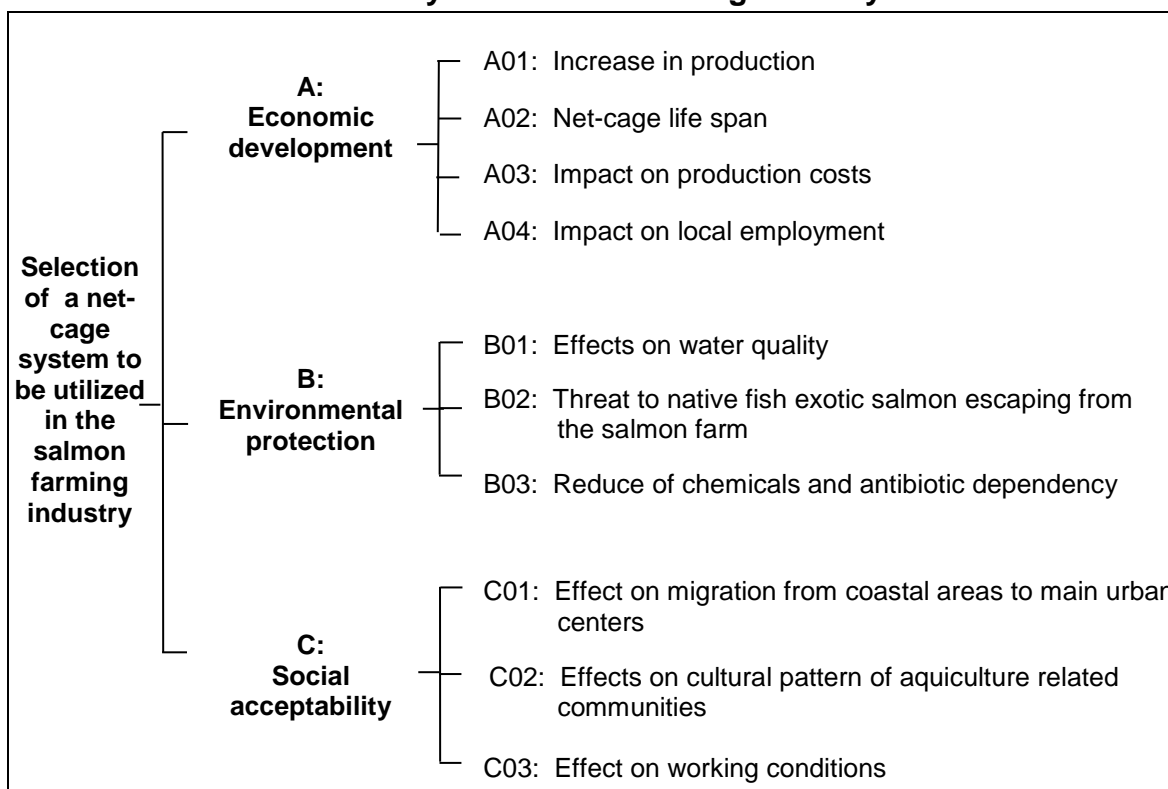 Selection
of a net-
cage
system to
be utilized
in the
salmon
farming
industry
A:
Economic
development
A01: Increase in production
A02: Net-cage life span
A03: Impact on production costs
A04: Impact on local employment
B:
Environmental
protection
B01: Effects on water quality
B02: Threat to native fish exotic salmon escaping from
the salmon farm
B03: Reduce of chemicals and antibiotic dependency
C:
Social
acceptability
C01: Effect on migration from coastal areas to main urban
centers
C02: Effects on cultural pattern of aquiculture related
communities
C03: Effect on working conditions